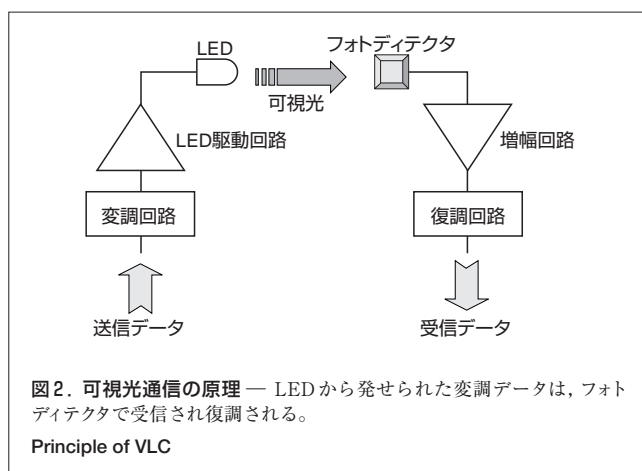 LED
フォトディテクタ
可視光
LED駆動回路
増幅回路
変調回路
復調回路
送信データ
受信データ
図2. 可視光通信の原理 — LEDから発せられた変調データは，フォト
ディテクタで受信され復調される。
Principle of VLC